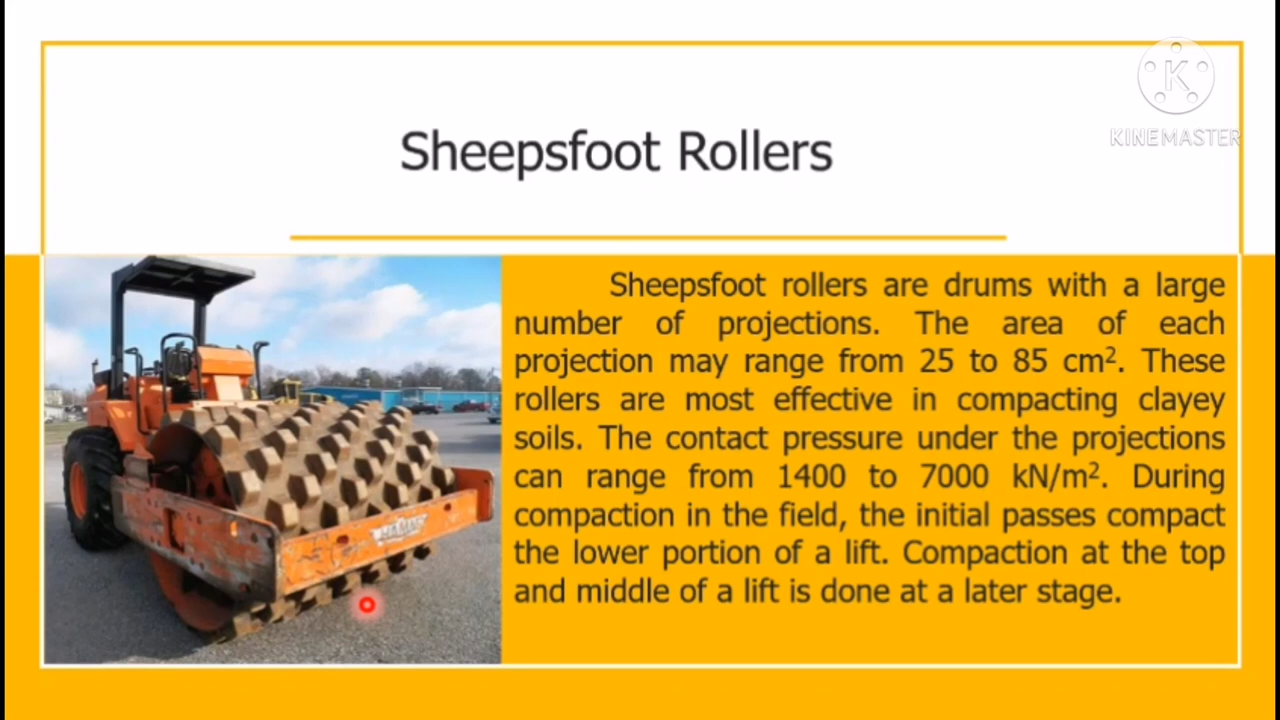 K
KINEMASTER
Sheepsfoot Rollers
Sheepsfoot rollers are drums with a large
number of projections. The area of each
projection may range from 25 to 85 cm². These
rollers are most effective in compacting clayey
soils. The contact pressure under the projections
can range from 1400 to 7000 kN/m². During
compaction in the field, the initial passes compact
the lower portion of a lift. Compaction at the top
and middle of a lift is done at a later stage.